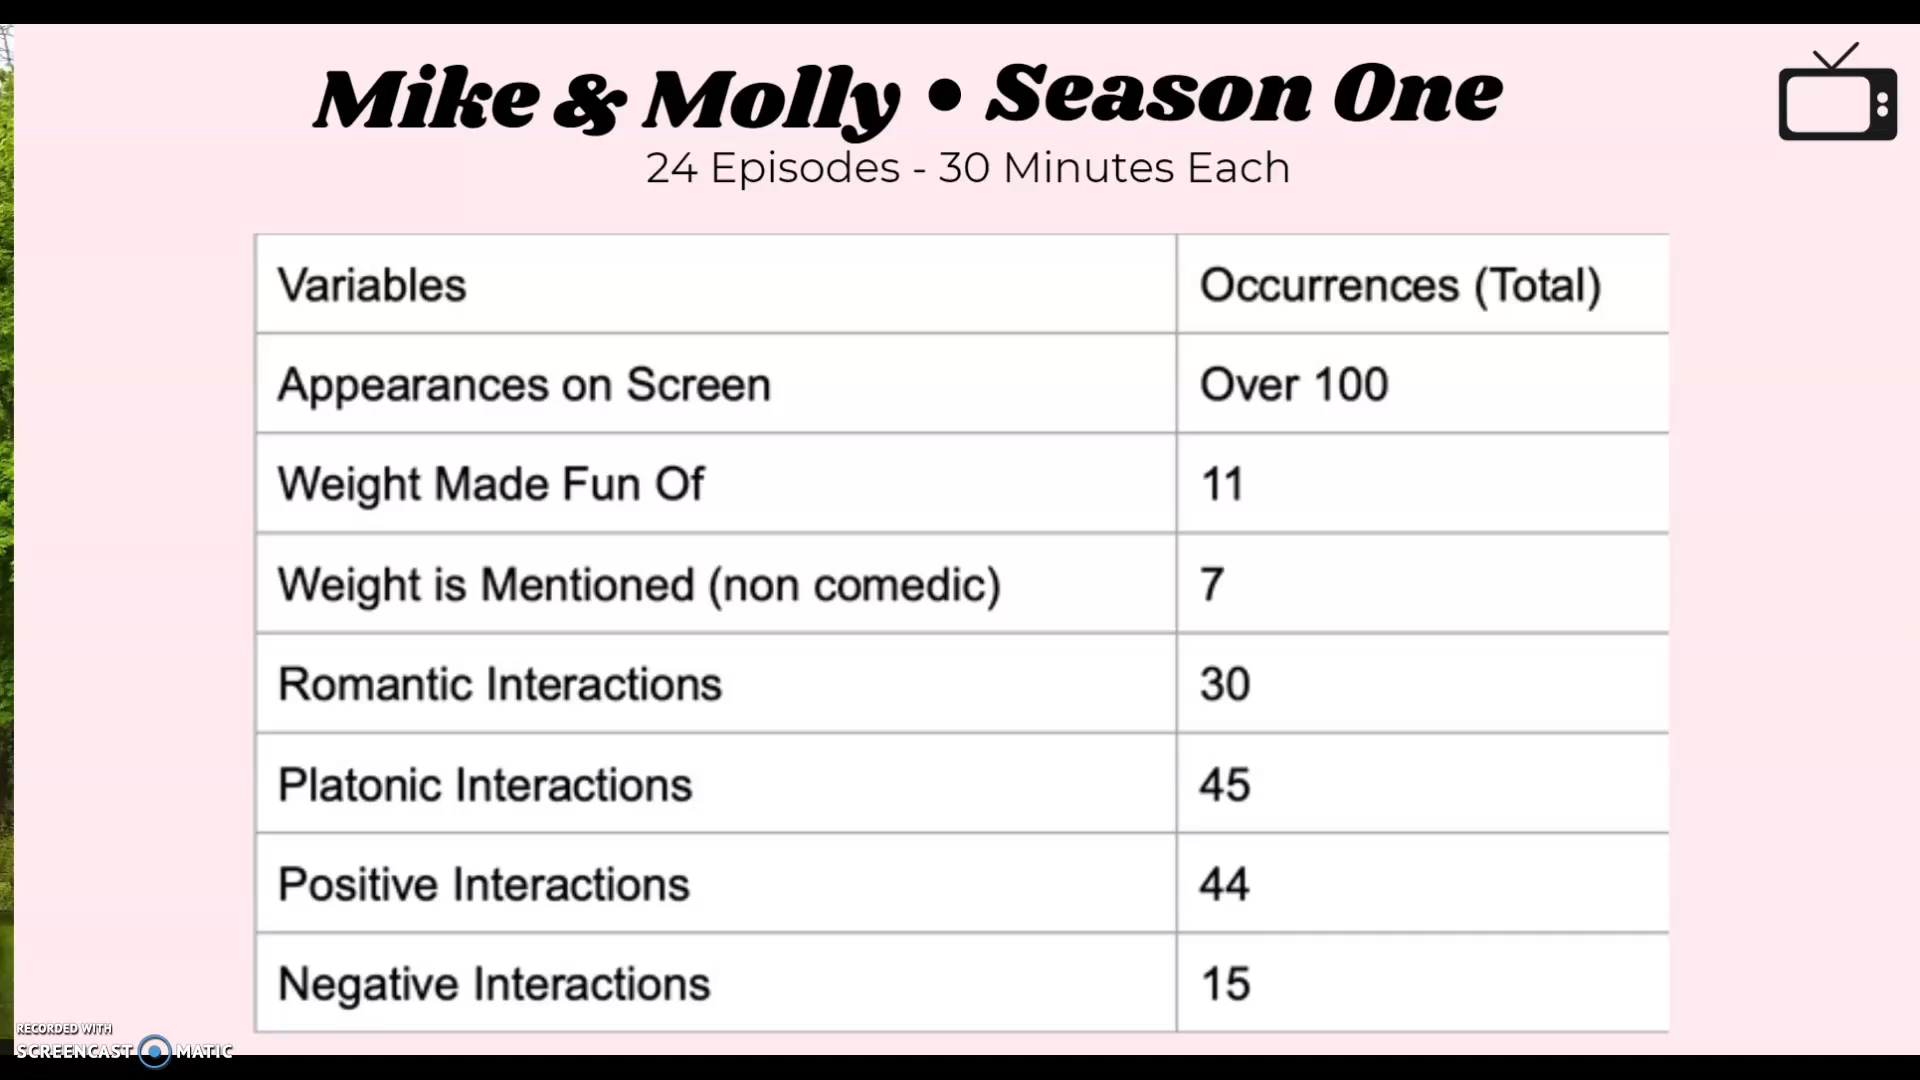 Mike & Molly • Season One
24 Episodes - 30 Minutes Each
Variables Occurrences (Total)
Appearances on Screen Over 100
Weight Made Fun Of 11
Weight is Mentioned (non comedic) 7
Romantic Interactions 30
Platonic Interactions 45
Positive Interactions 44
Negative Interactions 15
RECORDED WITH
SCREENCAST MATIC